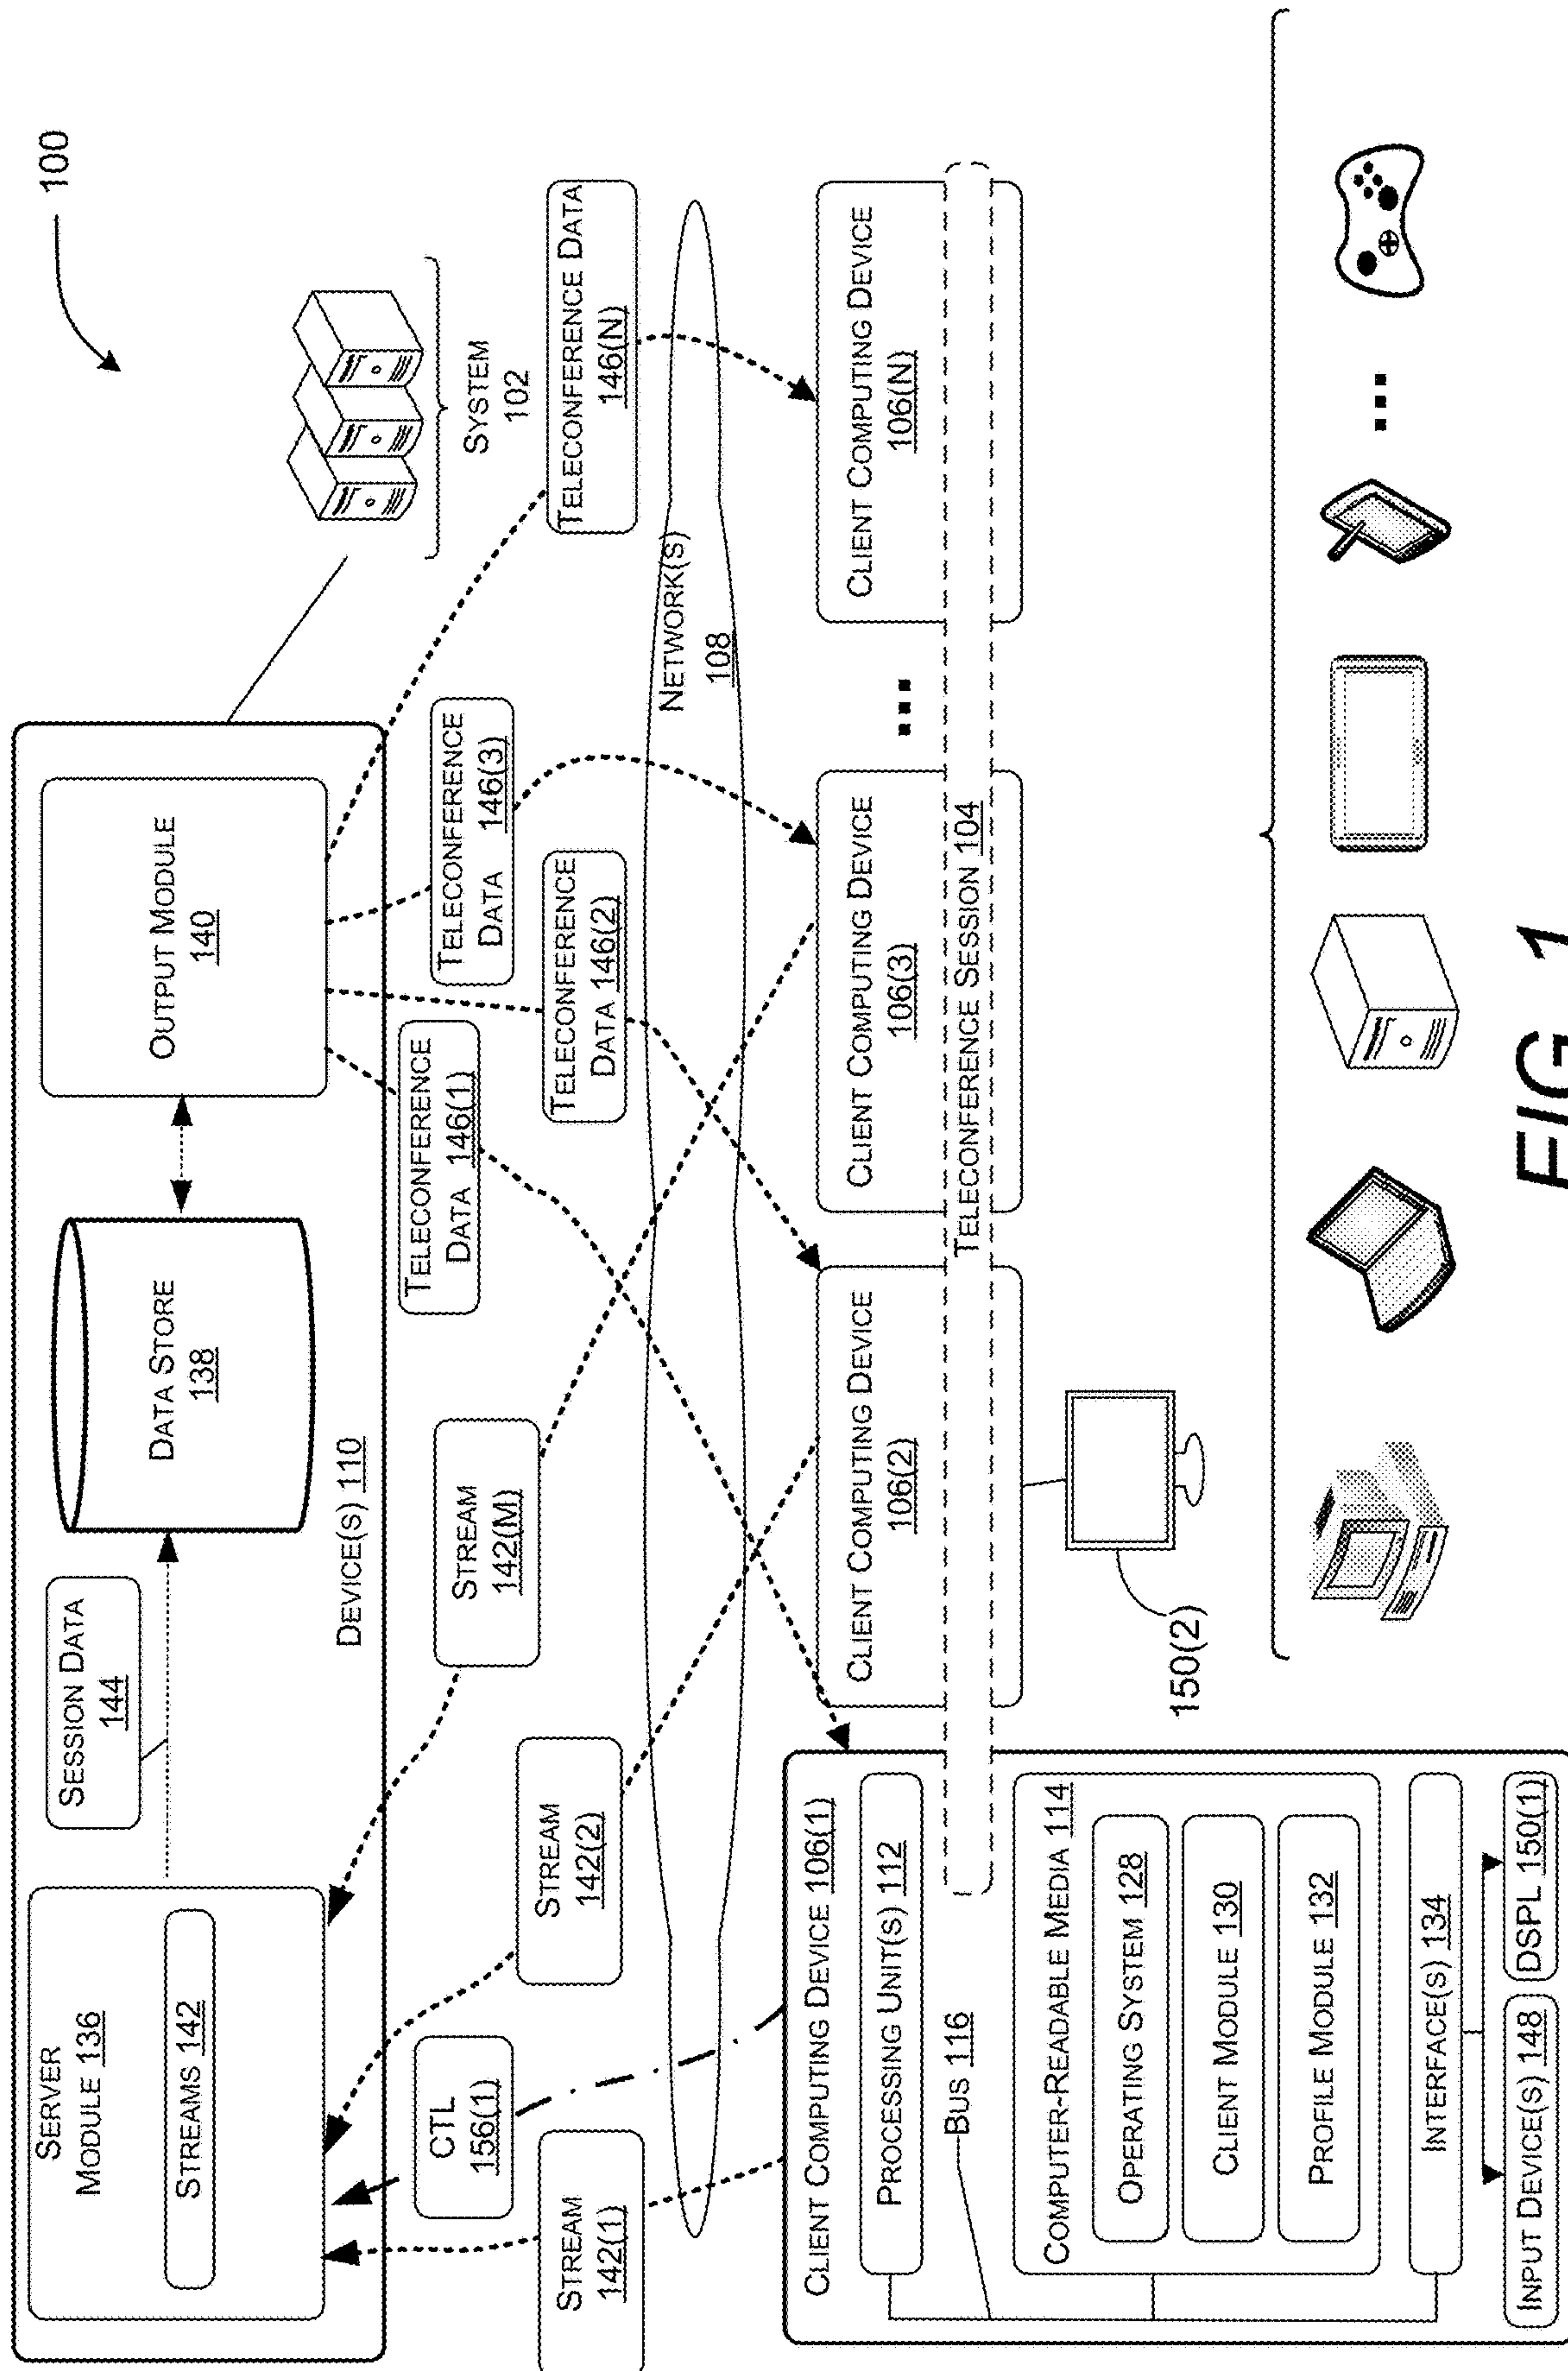 100
SERVER
MODULE 136
STREAMS 142
SESSION DATA
144
DATA STORE
138
OUTPUT MODULE
140
DEVICE(S) 110
SYSTEM
102
CTL
156(1)
STREAM
142(1)
STREAM
142(2)
STREAM
142(M)
TELECONFERENCE
DATA 146(1)
TELECONFERENCE
DATA 146(2)
TELECONFERENCE
DATA 146(3)
TELECONFERENCE DATA
146(N)
NETWORK(S)
108
CLIENT COMPUTING DEVICE 106(1)
PROCESSING UNIT(S) 112
BUS 116
COMPUTER-READABLE MEDIA 114
OPERATING SYSTEM 128
CLIENT MODULE 130
PROFILE MODULE 132
INTERFACE(S) 134
INPUT DEVICE(S) 148
DSPL 150(1)
CLIENT COMPUTING DEVICE
106(2)
CLIENT COMPUTING DEVICE
106(3)
...
CLIENT COMPUTING DEVICE
106(N)
TELECONFERENCE SESSION 104
150(2)
...
FIG. 1